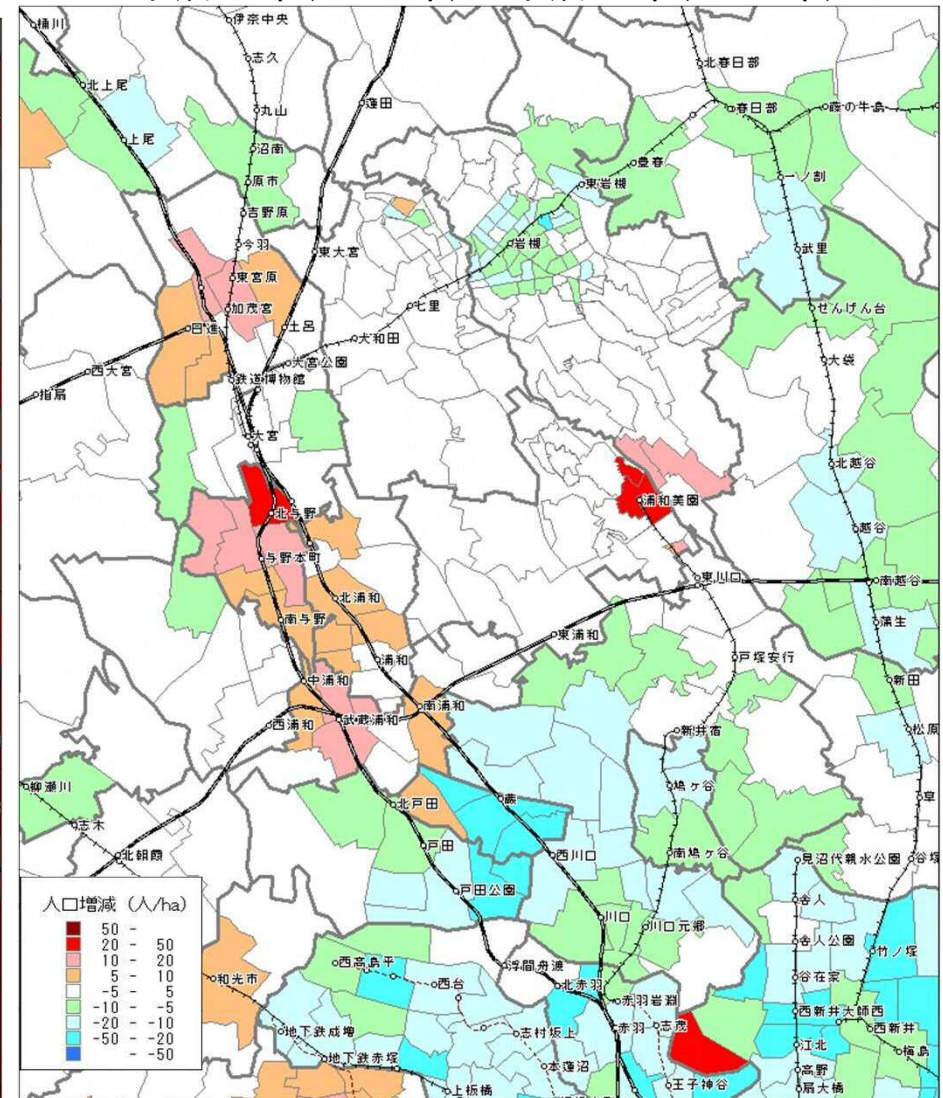 桶川
伊奈中央
志久
北上尾
丸山
蓮田
北春日部
春日部
藤の牛島
上尾
沼南
豊春
原市
東岩槻
一ノ割
吉野原
今羽
東大宮
岩槻
武里
東宮原
加茂宮
七里
せんげん台
日進
土呂
大和田
西大宮
大宮公園
大袋
指扇
鉄道博物館
大宮
北越谷
浦和美園
北与野
越谷
与野本町
東川口
南越谷
北浦和
南与野
東浦和
蒲生
浦和
戸塚安行
中浦和
新田
南浦和
西浦和
武蔵浦和
新井宿
松原
柳瀬川
鳩ヶ谷
蕨
北戸田
草
志木
北朝霞
戸田
西川口
南鳩ヶ谷
見沼代親水公園
谷塚
戸田公園
舎人
川口
川口元郷
舎人公園
竹ノ塚
西高島平
浮間舟渡
和光市
西台
北赤羽
谷在家
赤羽岩淵
西新井大師西
地下鉄成増
志村坂上
赤羽
志茂
西新井
江北
梅島
地下鉄赤塚
本蓮沼
高野
上板橋
王子神谷
扇大橋
人口増減 (人/ha)
50 -
20 - 50
10 - 20
5 - 10
-5 - 5
-10 - -5
-20 - -10
-50 - -20
- -50